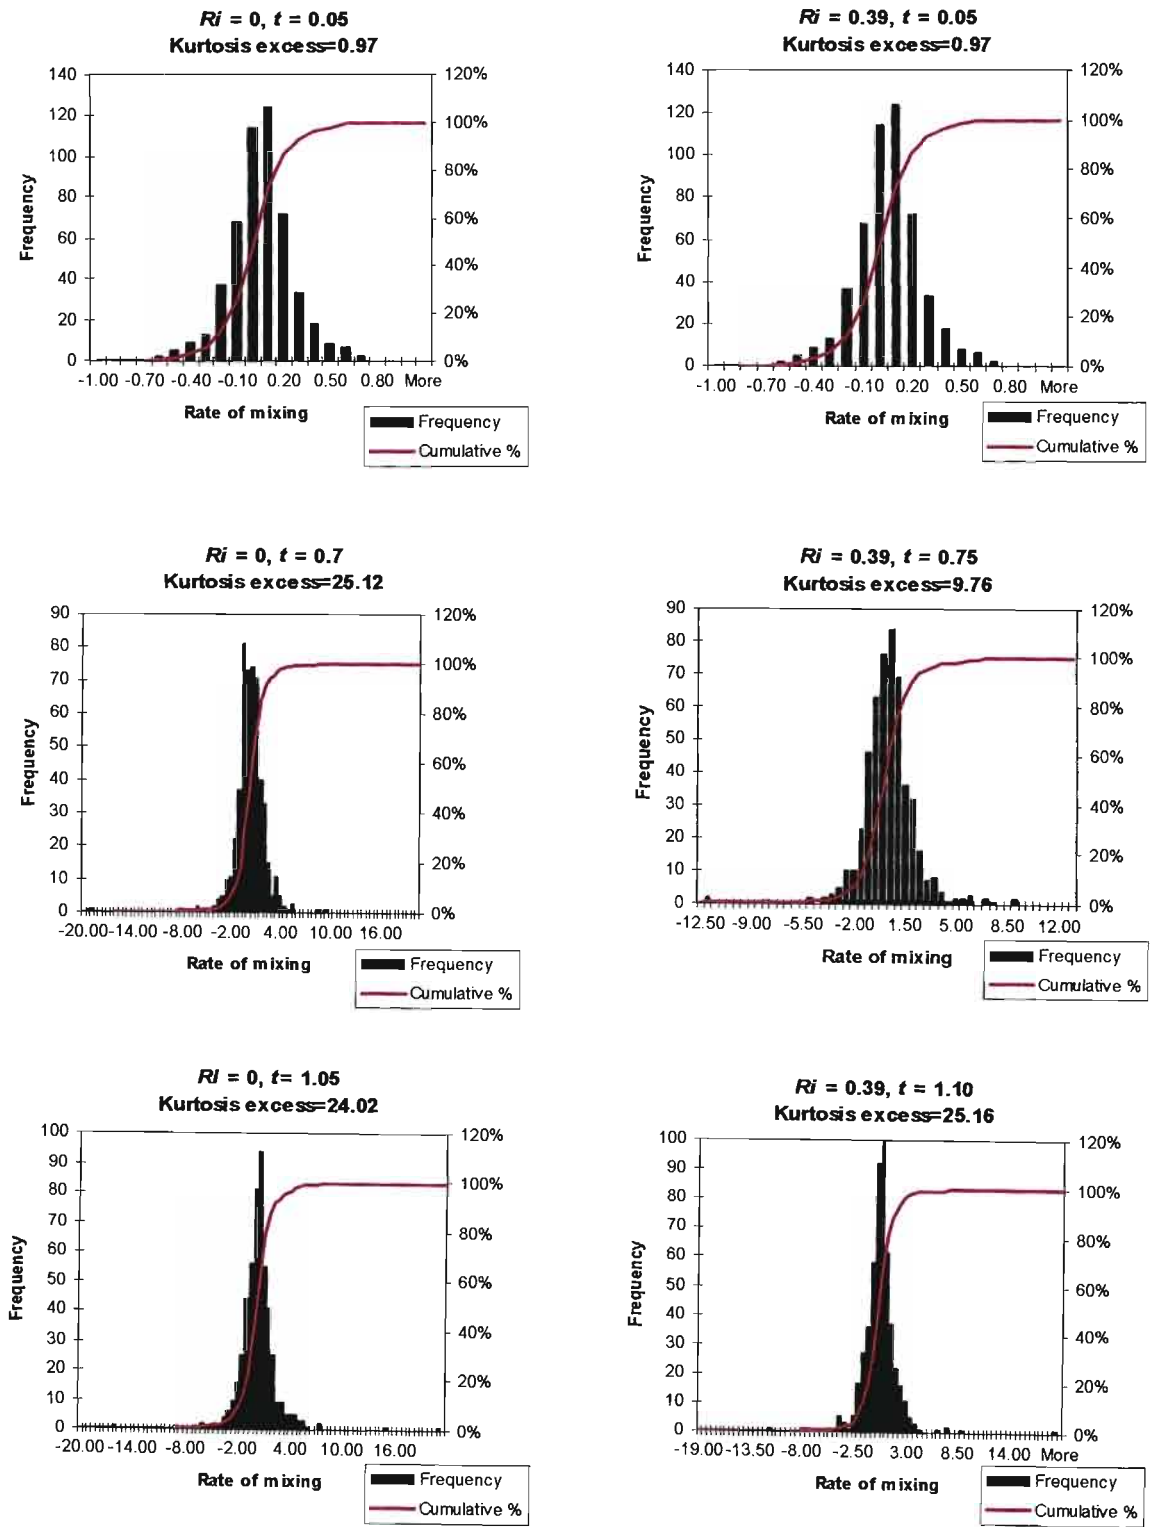 Ri = 0, t = 0.05
Kurtosis excess=0.97
140
120
100
80
60
40
20
0
120%
100%
80%
60%
40%
20%
0%
Frequency
-1.00 -0.70 -0.40 -0.10 0.20 0.50 0.80 More
Rate of mixing
Frequency
Cumulative %
Ri = 0.39, t = 0.05
Kurtosis excess=0.97
140
120
100
80
60
40
20
0
120%
100%
80%
60%
40%
20%
0%
Frequency
-1.00 -0.70 -0.40 -0.10 0.20 0.50 0.80 More
Rate of mixing
Frequency
Cumulative %
Ri = 0, t = 0.7
Kurtosis excess=25.12
90
80
70
60
50
40
30
20
10
0
120%
100%
80%
60%
40%
20%
0%
Frequency
-20.00 -14.00 -8.00 -2.00 4.00 10.00 16.00
Rate of mixing
Frequency
Cumulative %
Ri = 0.39, t = 0.75
Kurtosis excess=9.76
90
80
70
60
50
40
30
20
10
0
120%
100%
80%
60%
40%
20%
0%
Frequency
-12.50 -9.00 -5.50 -2.00 1.50 5.00 8.50 12.00
Rate of mixing
Frequency
Cumulative %
RI = 0, t= 1.05
Kurtosis excess=24.02
100
90
80
70
60
50
40
30
20
10
0
120%
100%
80%
60%
40%
20%
0%
Frequency
-20.00 -14.00 -8.00 -2.00 4.00 10.00 16.00
Rate of mixing
Frequency
Cumulative %
Ri = 0.39, t = 1.10
Kurtosis excess=25.16
100
90
80
70
60
50
40
30
20
10
0
120%
100%
80%
60%
40%
20%
0%
Frequency
-19.00 -13.50 -8.00 -2.50 3.00 8.50 14.00 More
Rate of mixing
Frequency
Cumulative %